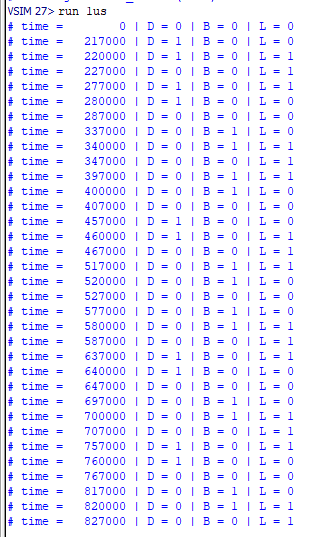 VSIM 27> run 1us
# time =          0 | D = 0 | B = 0 | L = 0
# time =     217000 | D = 1 | B = 0 | L = 0
# time =     220000 | D = 1 | B = 0 | L = 1
# time =     227000 | D = 0 | B = 0 | L = 1
# time =     277000 | D = 1 | B = 0 | L = 1
# time =     280000 | D = 1 | B = 0 | L = 0
# time =     287000 | D = 0 | B = 0 | L = 0
# time =     337000 | D = 0 | B = 1 | L = 0
# time =     340000 | D = 0 | B = 1 | L = 1
# time =     347000 | D = 0 | B = 0 | L = 1
# time =     397000 | D = 0 | B = 1 | L = 1
# time =     400000 | D = 0 | B = 1 | L = 0
# time =     407000 | D = 0 | B = 0 | L = 0
# time =     457000 | D = 1 | B = 0 | L = 0
# time =     460000 | D = 1 | B = 0 | L = 1
# time =     467000 | D = 0 | B = 0 | L = 1
# time =     517000 | D = 0 | B = 1 | L = 1
# time =     520000 | D = 0 | B = 1 | L = 0
# time =     527000 | D = 0 | B = 0 | L = 0
# time =     577000 | D = 0 | B = 1 | L = 0
# time =     580000 | D = 0 | B = 1 | L = 1
# time =     587000 | D = 0 | B = 0 | L = 1
# time =     637000 | D = 1 | B = 0 | L = 1
# time =     640000 | D = 1 | B = 0 | L = 0
# time =     647000 | D = 0 | B = 0 | L = 0
# time =     697000 | D = 0 | B = 1 | L = 0
# time =     700000 | D = 0 | B = 1 | L = 1
# time =     707000 | D = 0 | B = 0 | L = 1
# time =     757000 | D = 1 | B = 0 | L = 1
# time =     760000 | D = 1 | B = 0 | L = 0
# time =     767000 | D = 0 | B = 0 | L = 0
# time =     817000 | D = 0 | B = 1 | L = 0
# time =     820000 | D = 0 | B = 1 | L = 1
# time =     827000 | D = 0 | B = 0 | L = 1